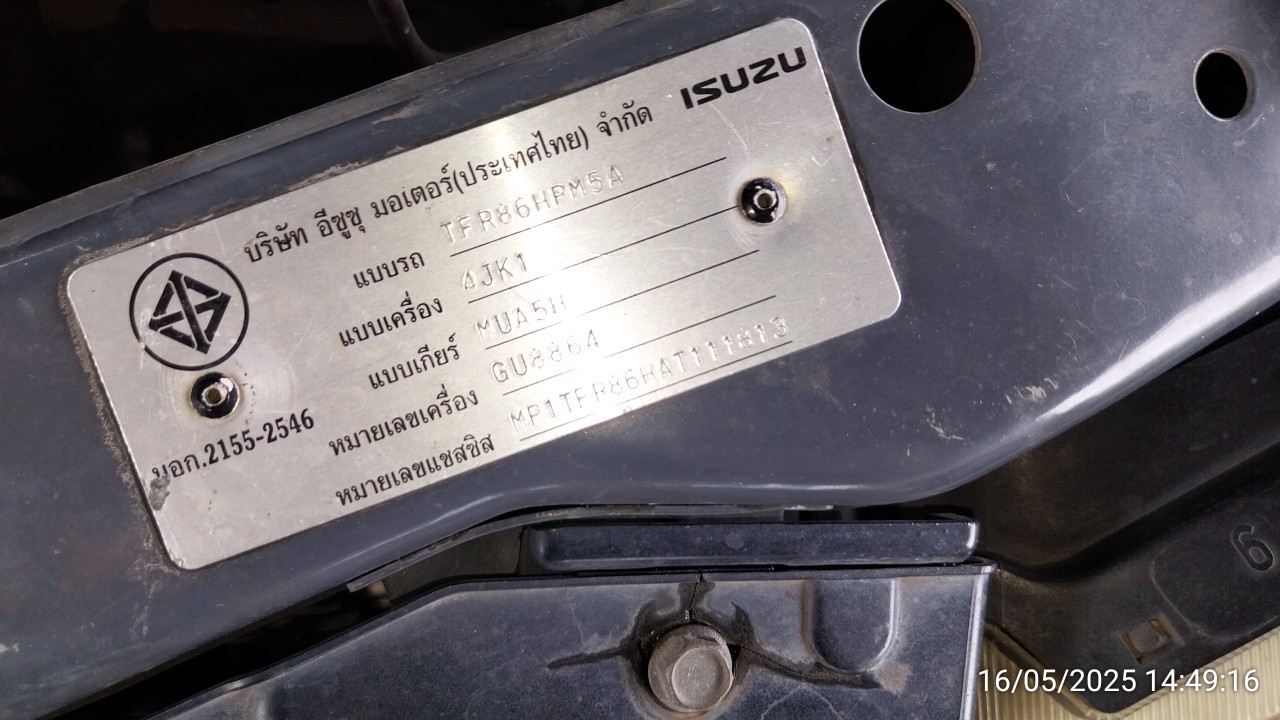 ISUZU
บริษัท อีซูซุ มอเตอร์(ประเทศไทย) จำกัด
แบบรถ TFR86HPM5A
แบบเครื่อง 4JK1
แบบเกียร์ MUA5H
หมายเลขเครื่อง GU8864
หมายเลขแชสซิส MP1TFR86HAT111813
มอก.2155-2546
6
16/05/2025 14:49:16